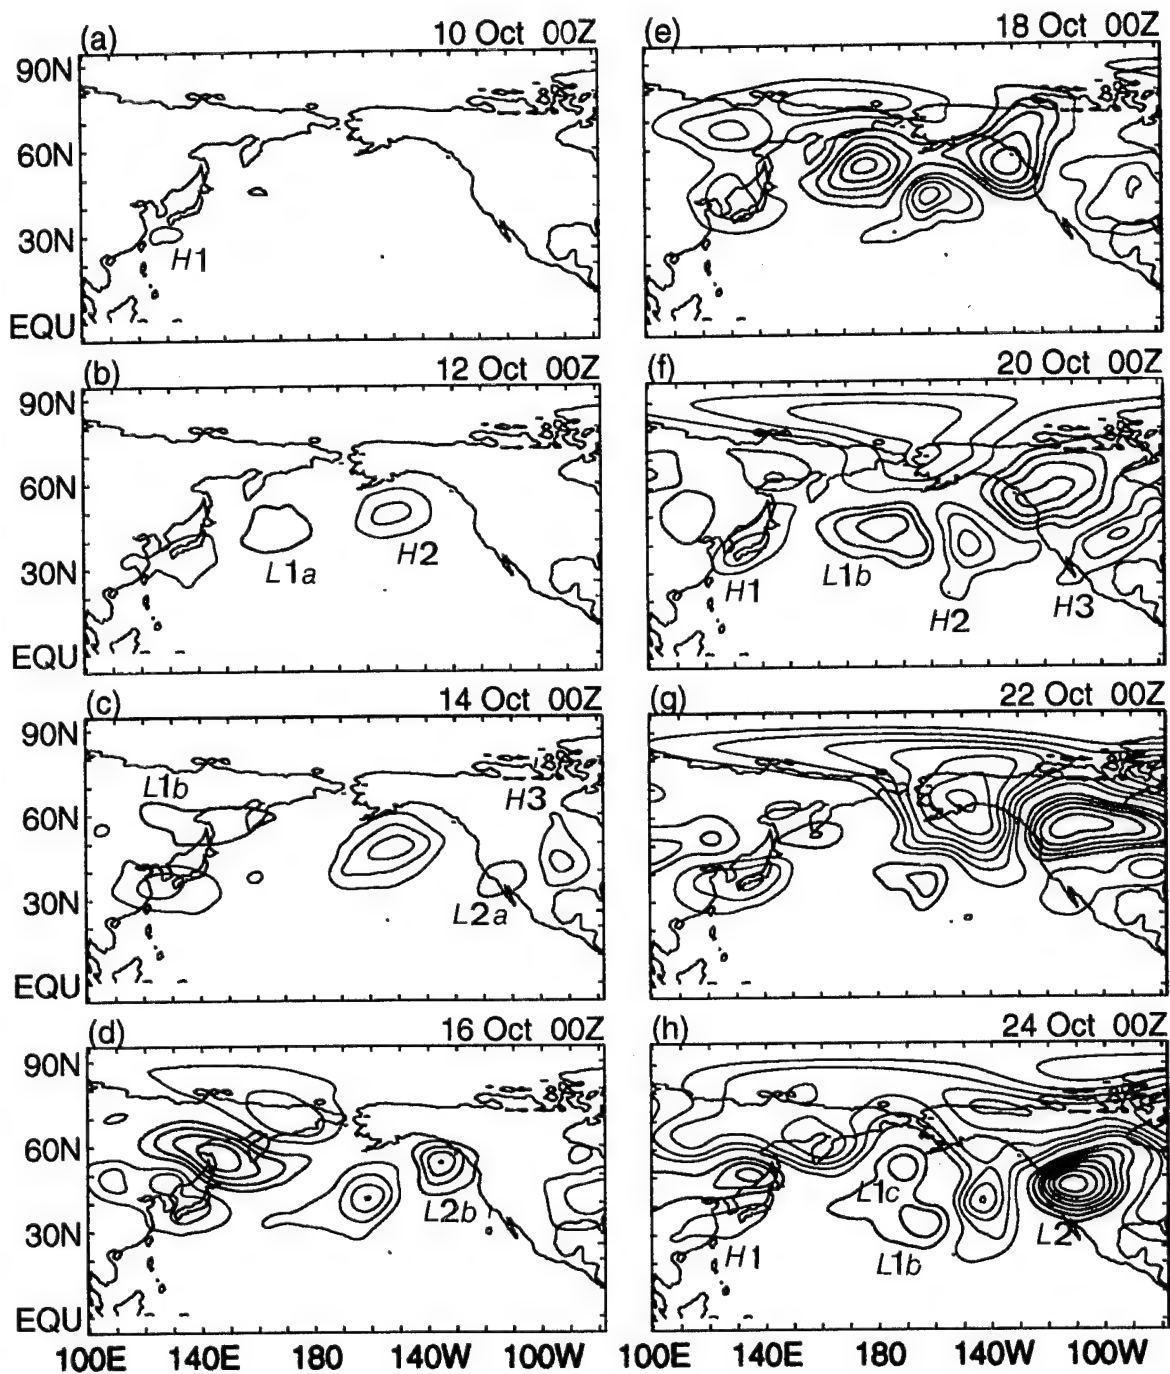 (a) 10 Oct 00Z
90N
60N
30N
EQU
H1
(b) 12 Oct 00Z
90N
60N
30N
EQU
L1a
H2
(c) 14 Oct 00Z
90N
60N
30N
EQU
L1b
H3
L2a
(d) 16 Oct 00Z
90N
60N
30N
EQU
L2b
100E 140E 180 140W 100W
(e) 18 Oct 00Z
(f) 20 Oct 00Z
H1
L1b
H2
H3
(g) 22 Oct 00Z
(h) 24 Oct 00Z
L1c
H1
L1b
L2
100E 140E 180 140W 100W